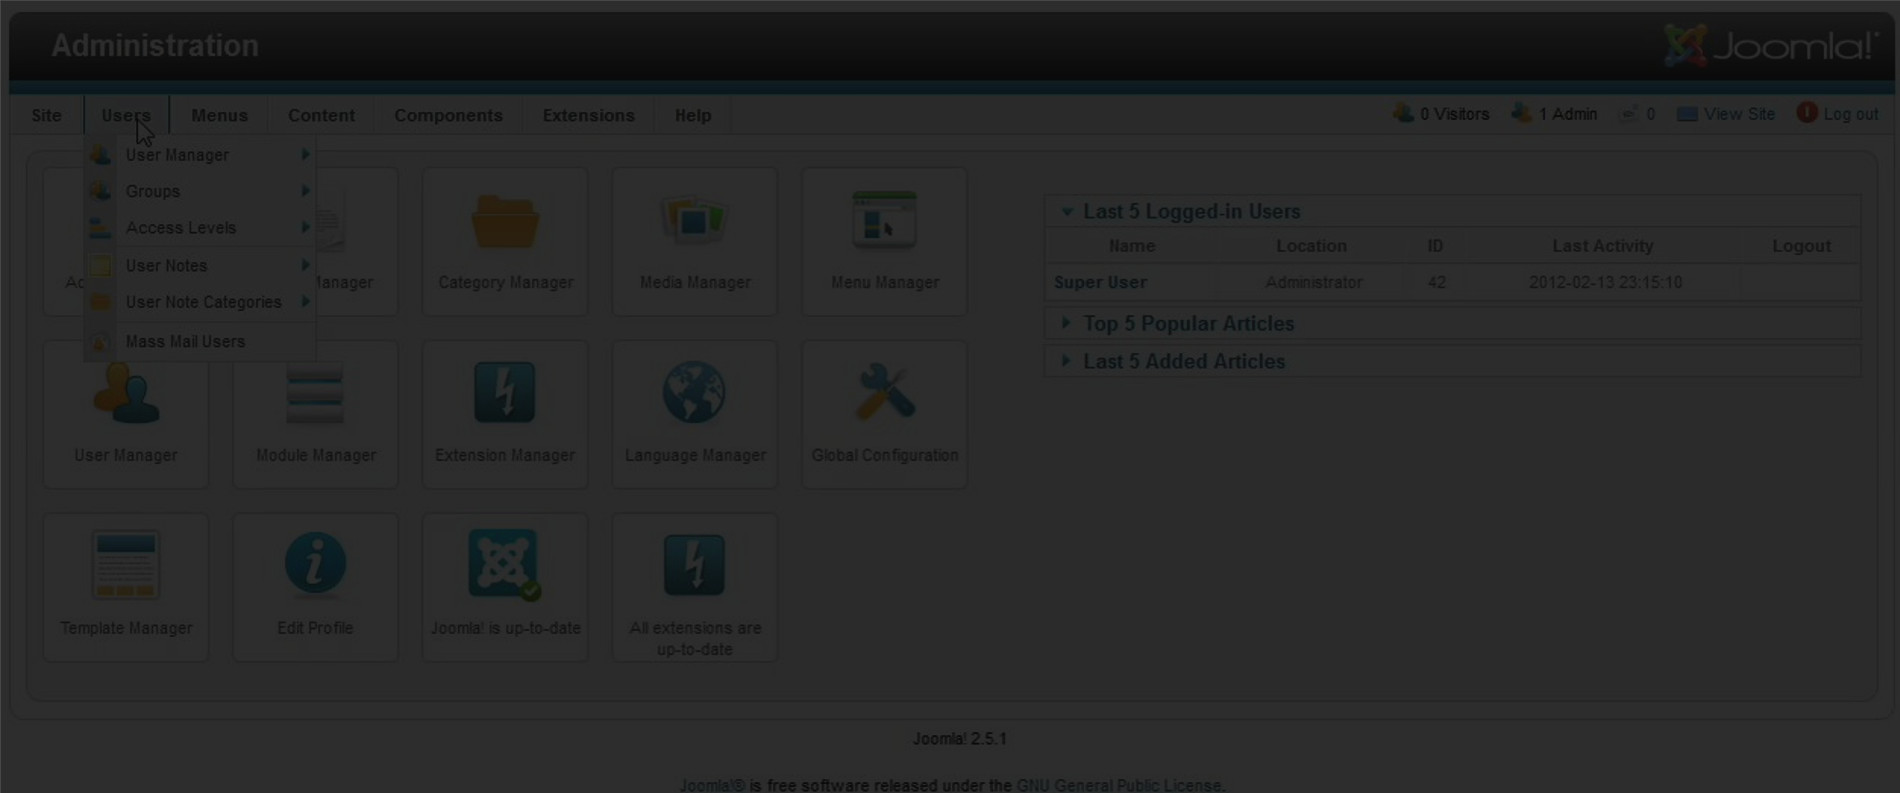 Administration
Joomla!
Site Users Menus Content Components Extensions Help
0 Visitors 1 Admin 0 View Site Log out
User Manager
Groups
Access Levels
User Notes
User Note Categories
Mass Mail Users
Category Manager
Media Manager
Menu Manager
User Manager
Module Manager
Extension Manager
Language Manager
Global Configuration
Template Manager
Edit Profile
Joomla! is up-to-date
All extensions are
up-to-date
Last 5 Logged-in Users
Name Location ID Last Activity Logout
Super User Administrator 42 2012-02-13 23:15:10
Top 5 Popular Articles
Last 5 Added Articles
Joomla! 2.5.1
Joomla!® is free software released under the GNU General Public License.